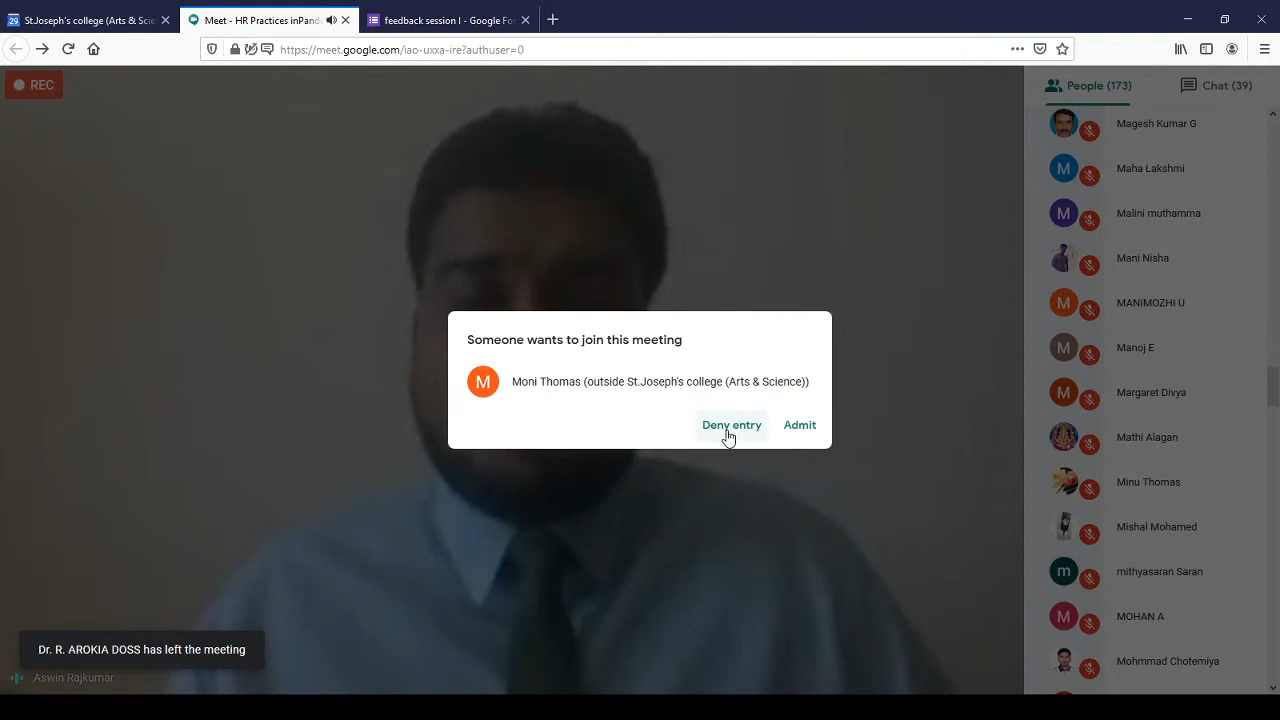 29 St.Joseph's college (Arts & Scie
Meet - HR Practices inPand
feedback session I - Google Fo
https://meet.google.com/iao-uxxa-ire?authuser=0
REC
People (173)
Chat (39)
Magesh Kumar G
M Maha Lakshmi
M Malini muthamma
Mani Nisha
M MANIMOZHI U
M Manoj E
M Margaret Divya
Mathi Alagan
Minu Thomas
Mishal Mohamed
m mithyasaran Saran
M MOHAN A
Mohmmad Chotemiya
Someone wants to join this meeting
M Moni Thomas (outside St.Joseph's college (Arts & Science))
Deny entry
Admit
Dr. R. AROKIA DOSS has left the meeting
Aswin Rajkumar